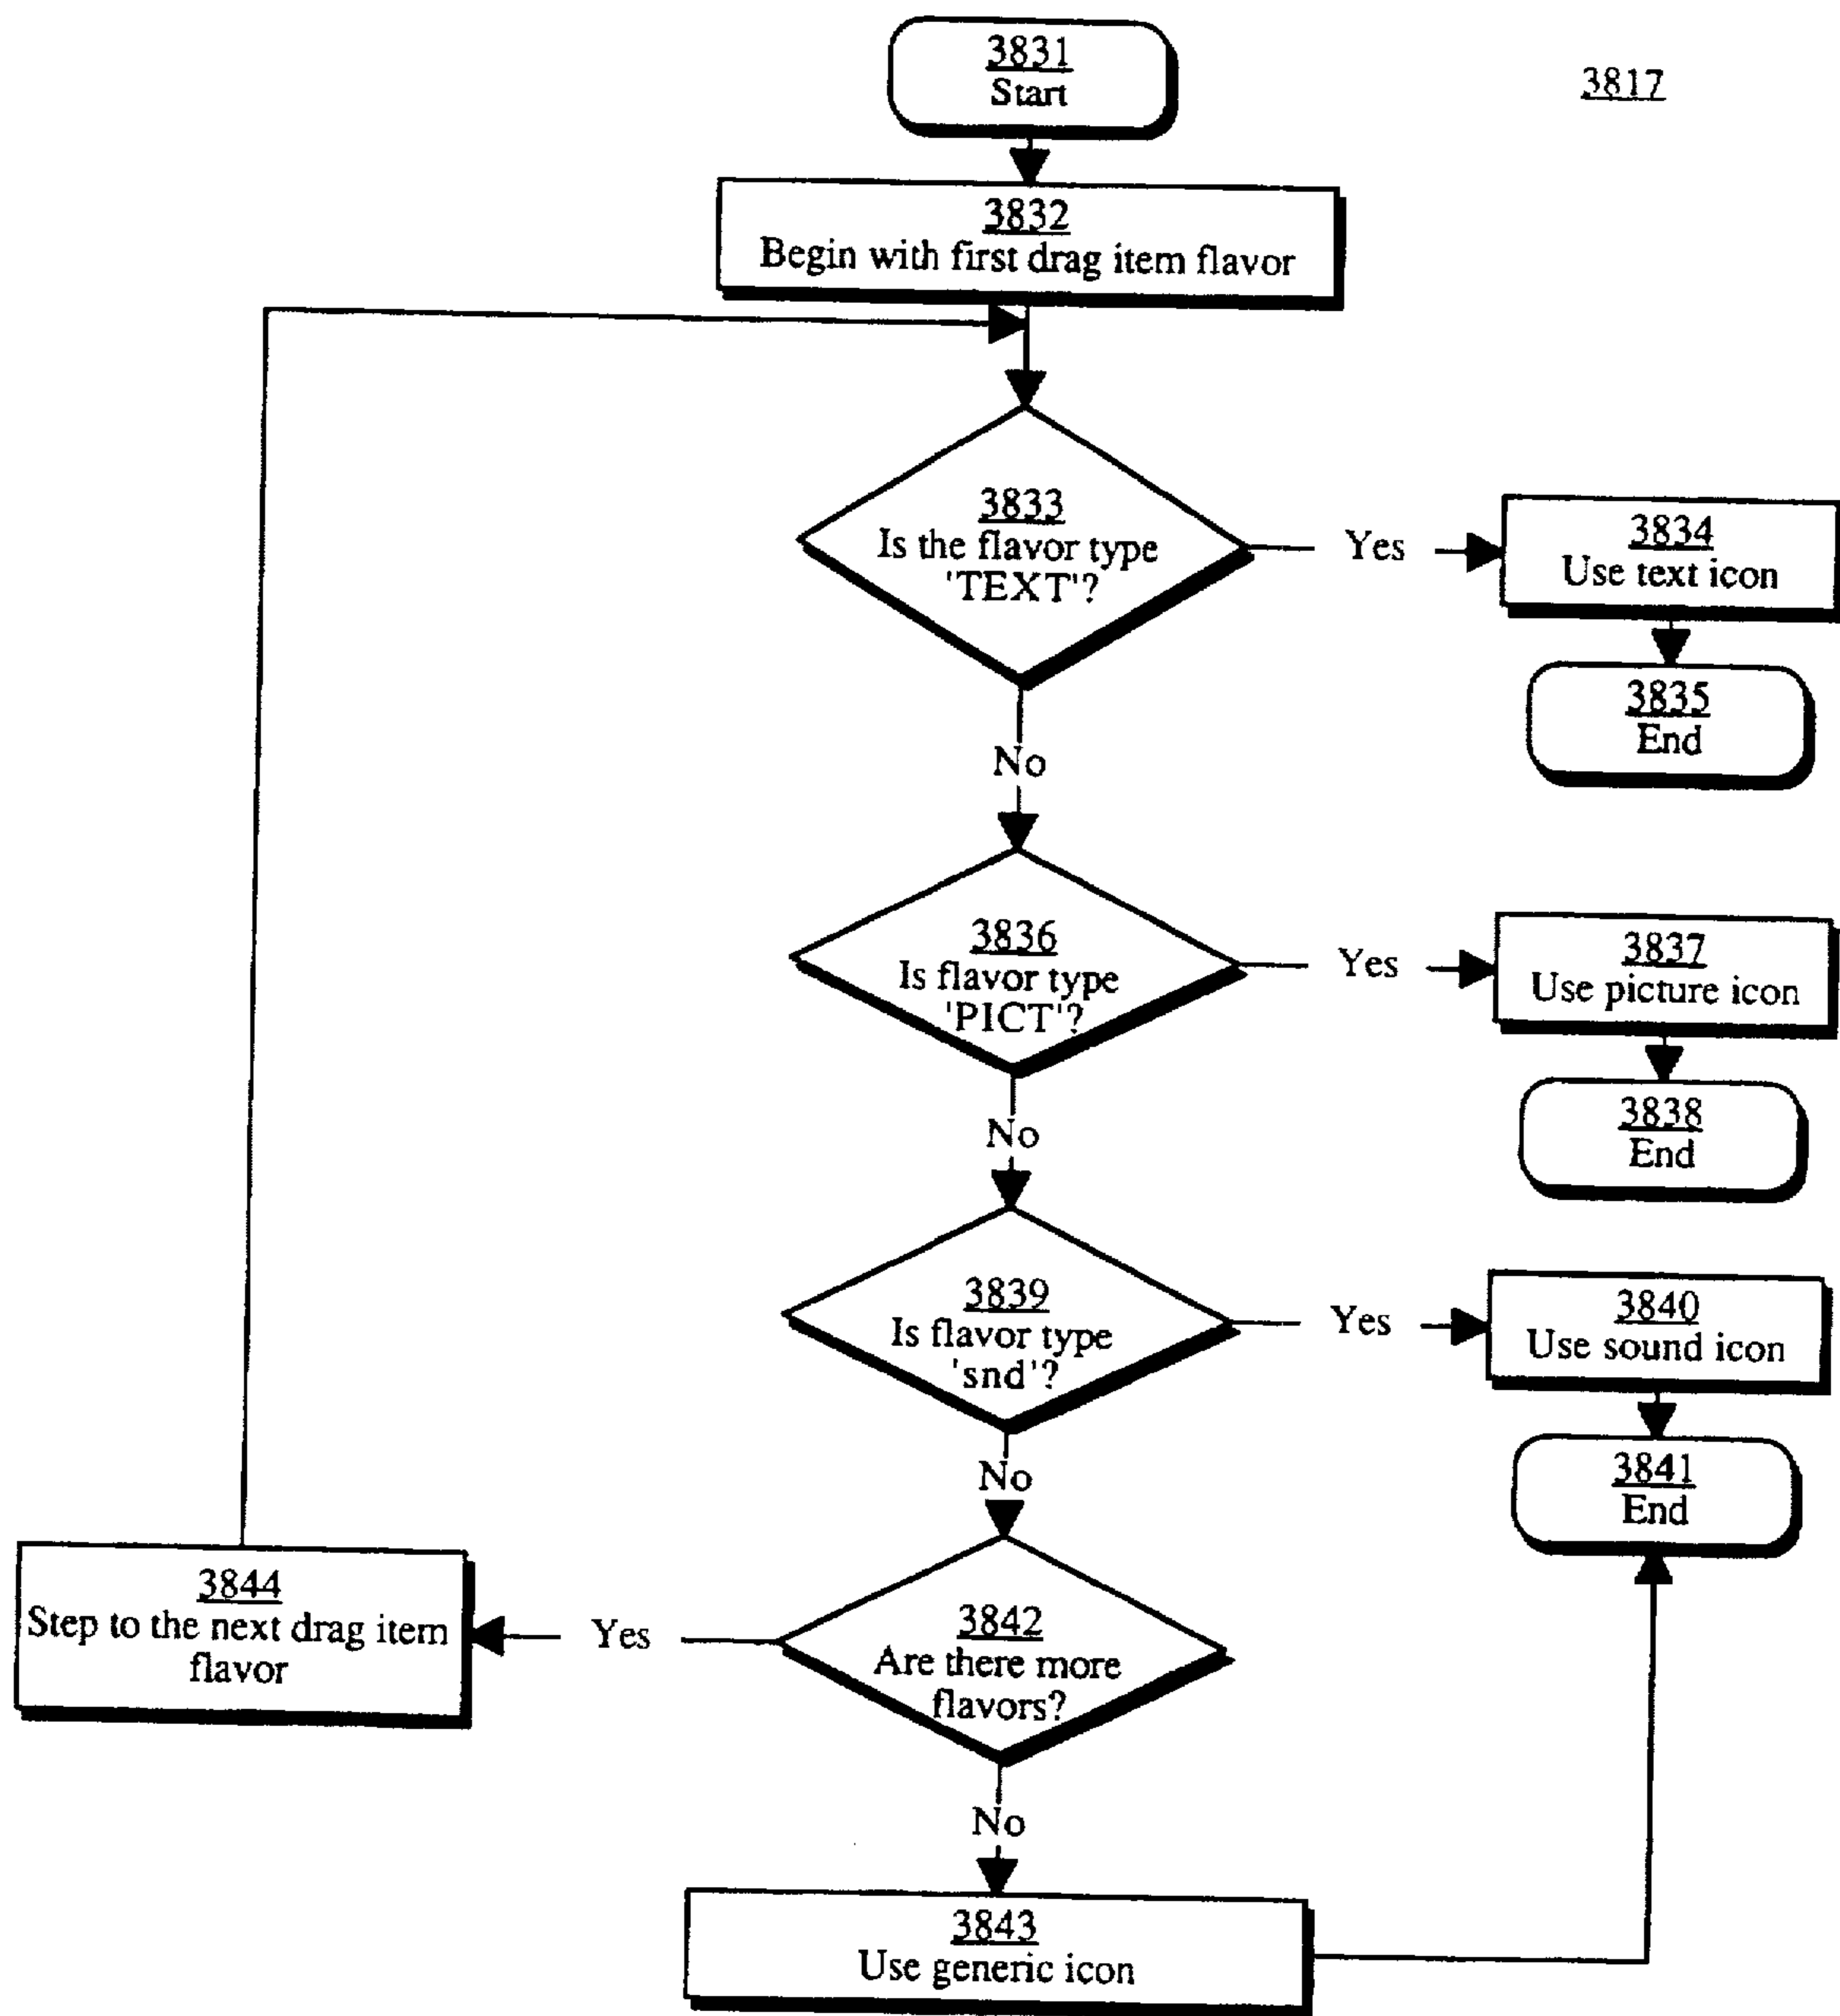 3831
Start
3817
3832
Begin with first drag item flavor
3833
Is the flavor type
'TEXT'?
Yes
3834
Use text icon
3835
End
No
3836
Is flavor type
'PICT'?
Yes
3837
Use picture icon
3838
End
No
3839
Is flavor type
'snd'?
Yes
3840
Use sound icon
3841
End
No
3842
Are there more
flavors?
Yes
3844
Step to the next drag item
flavor
No
3843
Use generic icon